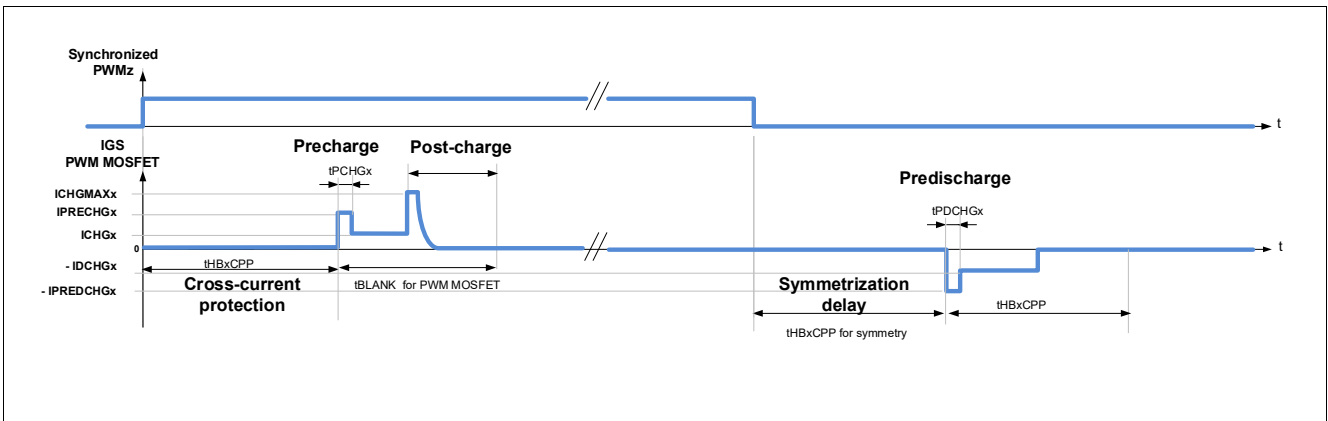 Synchronized
PWMz
t
IGS
PWM MOSFET
Precharge
Post-charge
tPCHGx
Predischarge
tPDCHGx
ICHGMAXx
IPRECHGx
ICHGx
0
t
- IDCHGx
- IPREDCHGx
tHBxCPP
Cross-current
protection
tBLANK for PWM MOSFET
Symmetrization
delay
tHBxCPP
tHBxCPP for symmetry